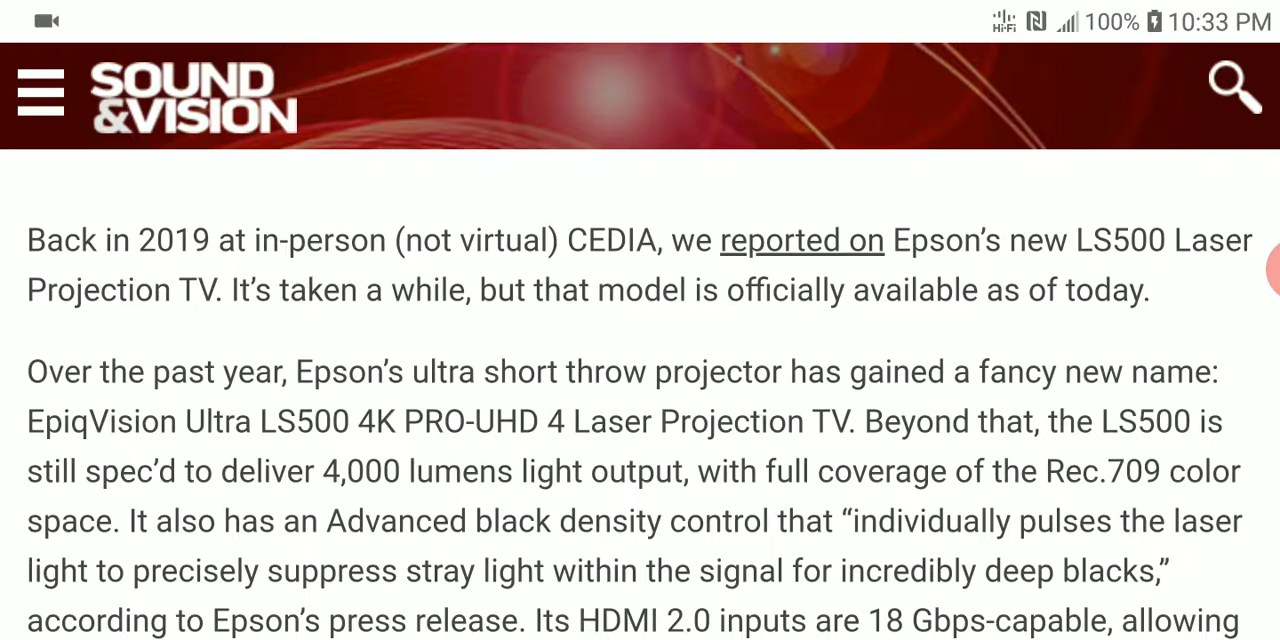 HI-FI 100% 10:33 PM
SOUND
&VISION
Back in 2019 at in-person (not virtual) CEDIA, we reported on Epson’s new LS500 Laser
Projection TV. It’s taken a while, but that model is officially available as of today.
Over the past year, Epson’s ultra short throw projector has gained a fancy new name:
EpiqVision Ultra LS500 4K PRO-UHD 4 Laser Projection TV. Beyond that, the LS500 is
still spec’d to deliver 4,000 lumens light output, with full coverage of the Rec.709 color
space. It also has an Advanced black density control that “individually pulses the laser
light to precisely suppress stray light within the signal for incredibly deep blacks,”
according to Epson’s press release. Its HDMI 2.0 inputs are 18 Gbps-capable, allowing